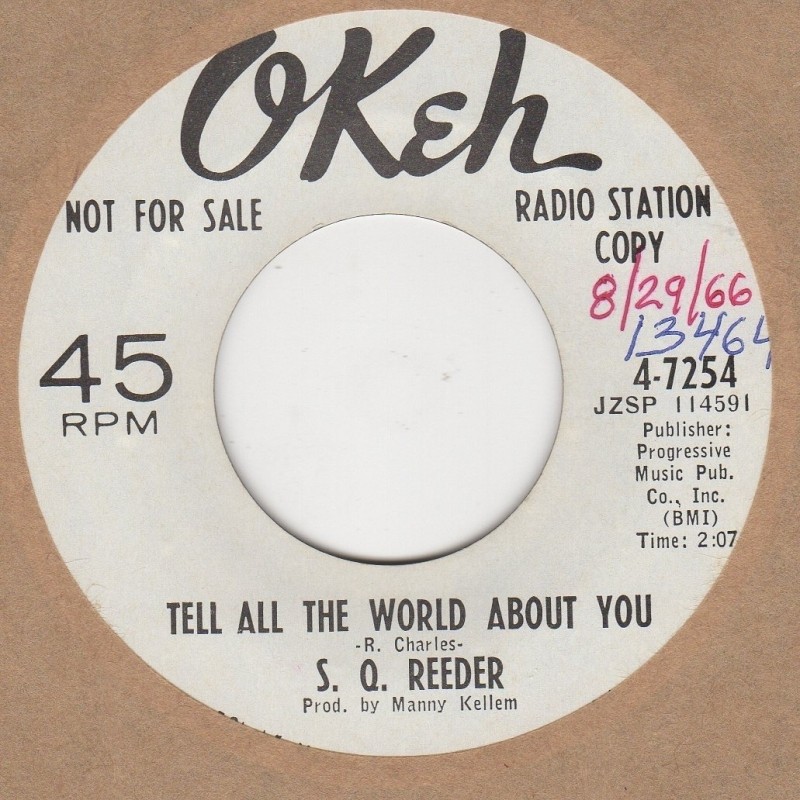 OKeh
NOT FOR SALE
RADIO STATION
COPY
8/29/66
13464
45
RPM
4-7254
JZSP 114591
Publisher:
Progressive
Music Pub.
Co., Inc.
(BMI)
Time: 2:07
TELL ALL THE WORLD ABOUT YOU
-R. Charles-
S. Q. REEDER
Prod. by Manny Kellem